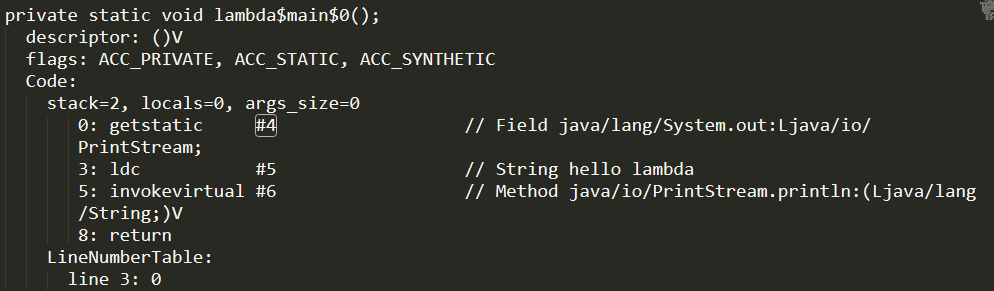 private static void lambda$main$0();
descriptor: ()V
flags: ACC_PRIVATE, ACC_STATIC, ACC_SYNTHETIC
Code:
stack=2, locals=0, args_size=0
0: getstatic #4 // Field java/lang/System.out:Ljava/io/
PrintStream;
3: ldc #5 // String hello lambda
5: invokevirtual #6 // Method java/io/PrintStream.println:(Ljava/lang
/String;)V
8: return
LineNumberTable:
line 3: 0